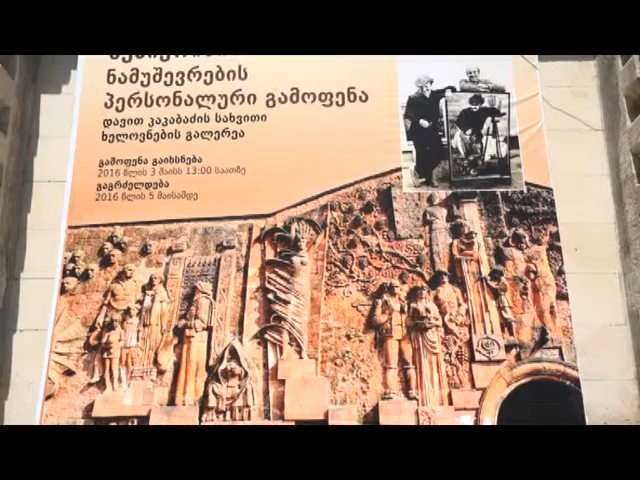 ნამუშევრების
პერსონალური გამოფენა
დავით კაკაბაძის სახვითი
ხელოვნების გალერეა
გამოფენა გაიხსნება
2016 წლის 3 მაისს 13:00 საათზე
გაგრძელდება
2016 წლის 5 მაისამდე